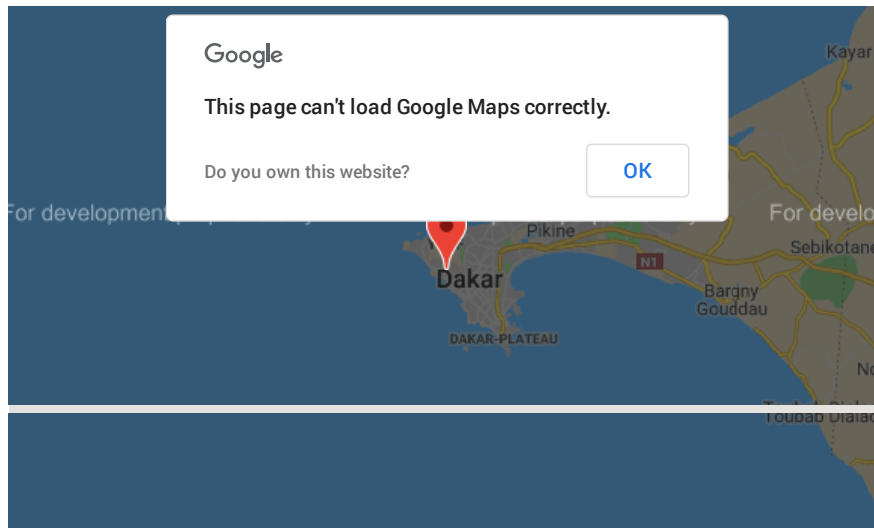 Google
This page can't load Google Maps correctly.
Do you own this website?
OK
Kayar
For development
For develo
Pikine
Sebikotane
N1
Dakar
Bargny
Gouddau
DAKAR-PLATEAU
No
Toubab Dialao